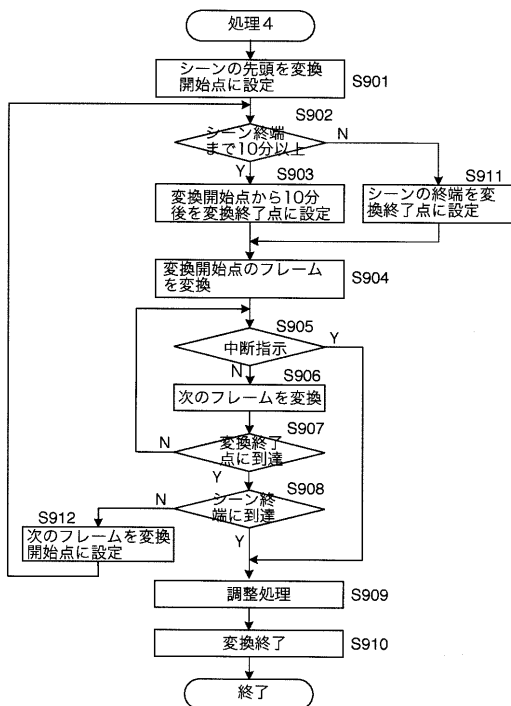 処理4
シーンの先頭を変換
開始点に設定
S901
S902
シーン終端
まで10分以上
N
Y
S903
変換開始点から10分
後を変換終了点に設定
S911
シーンの終端を変
換終了点に設定
変換開始点のフレーム
を変換
S904
S905
中断指示
Y
N
S906
次のフレームを変換
S907
変換終了
点に到達
N
Y
S908
シーン終
端に到達
N
Y
S912
次のフレームを変換
開始点に設定
調整処理
S909
変換終了
S910
終了